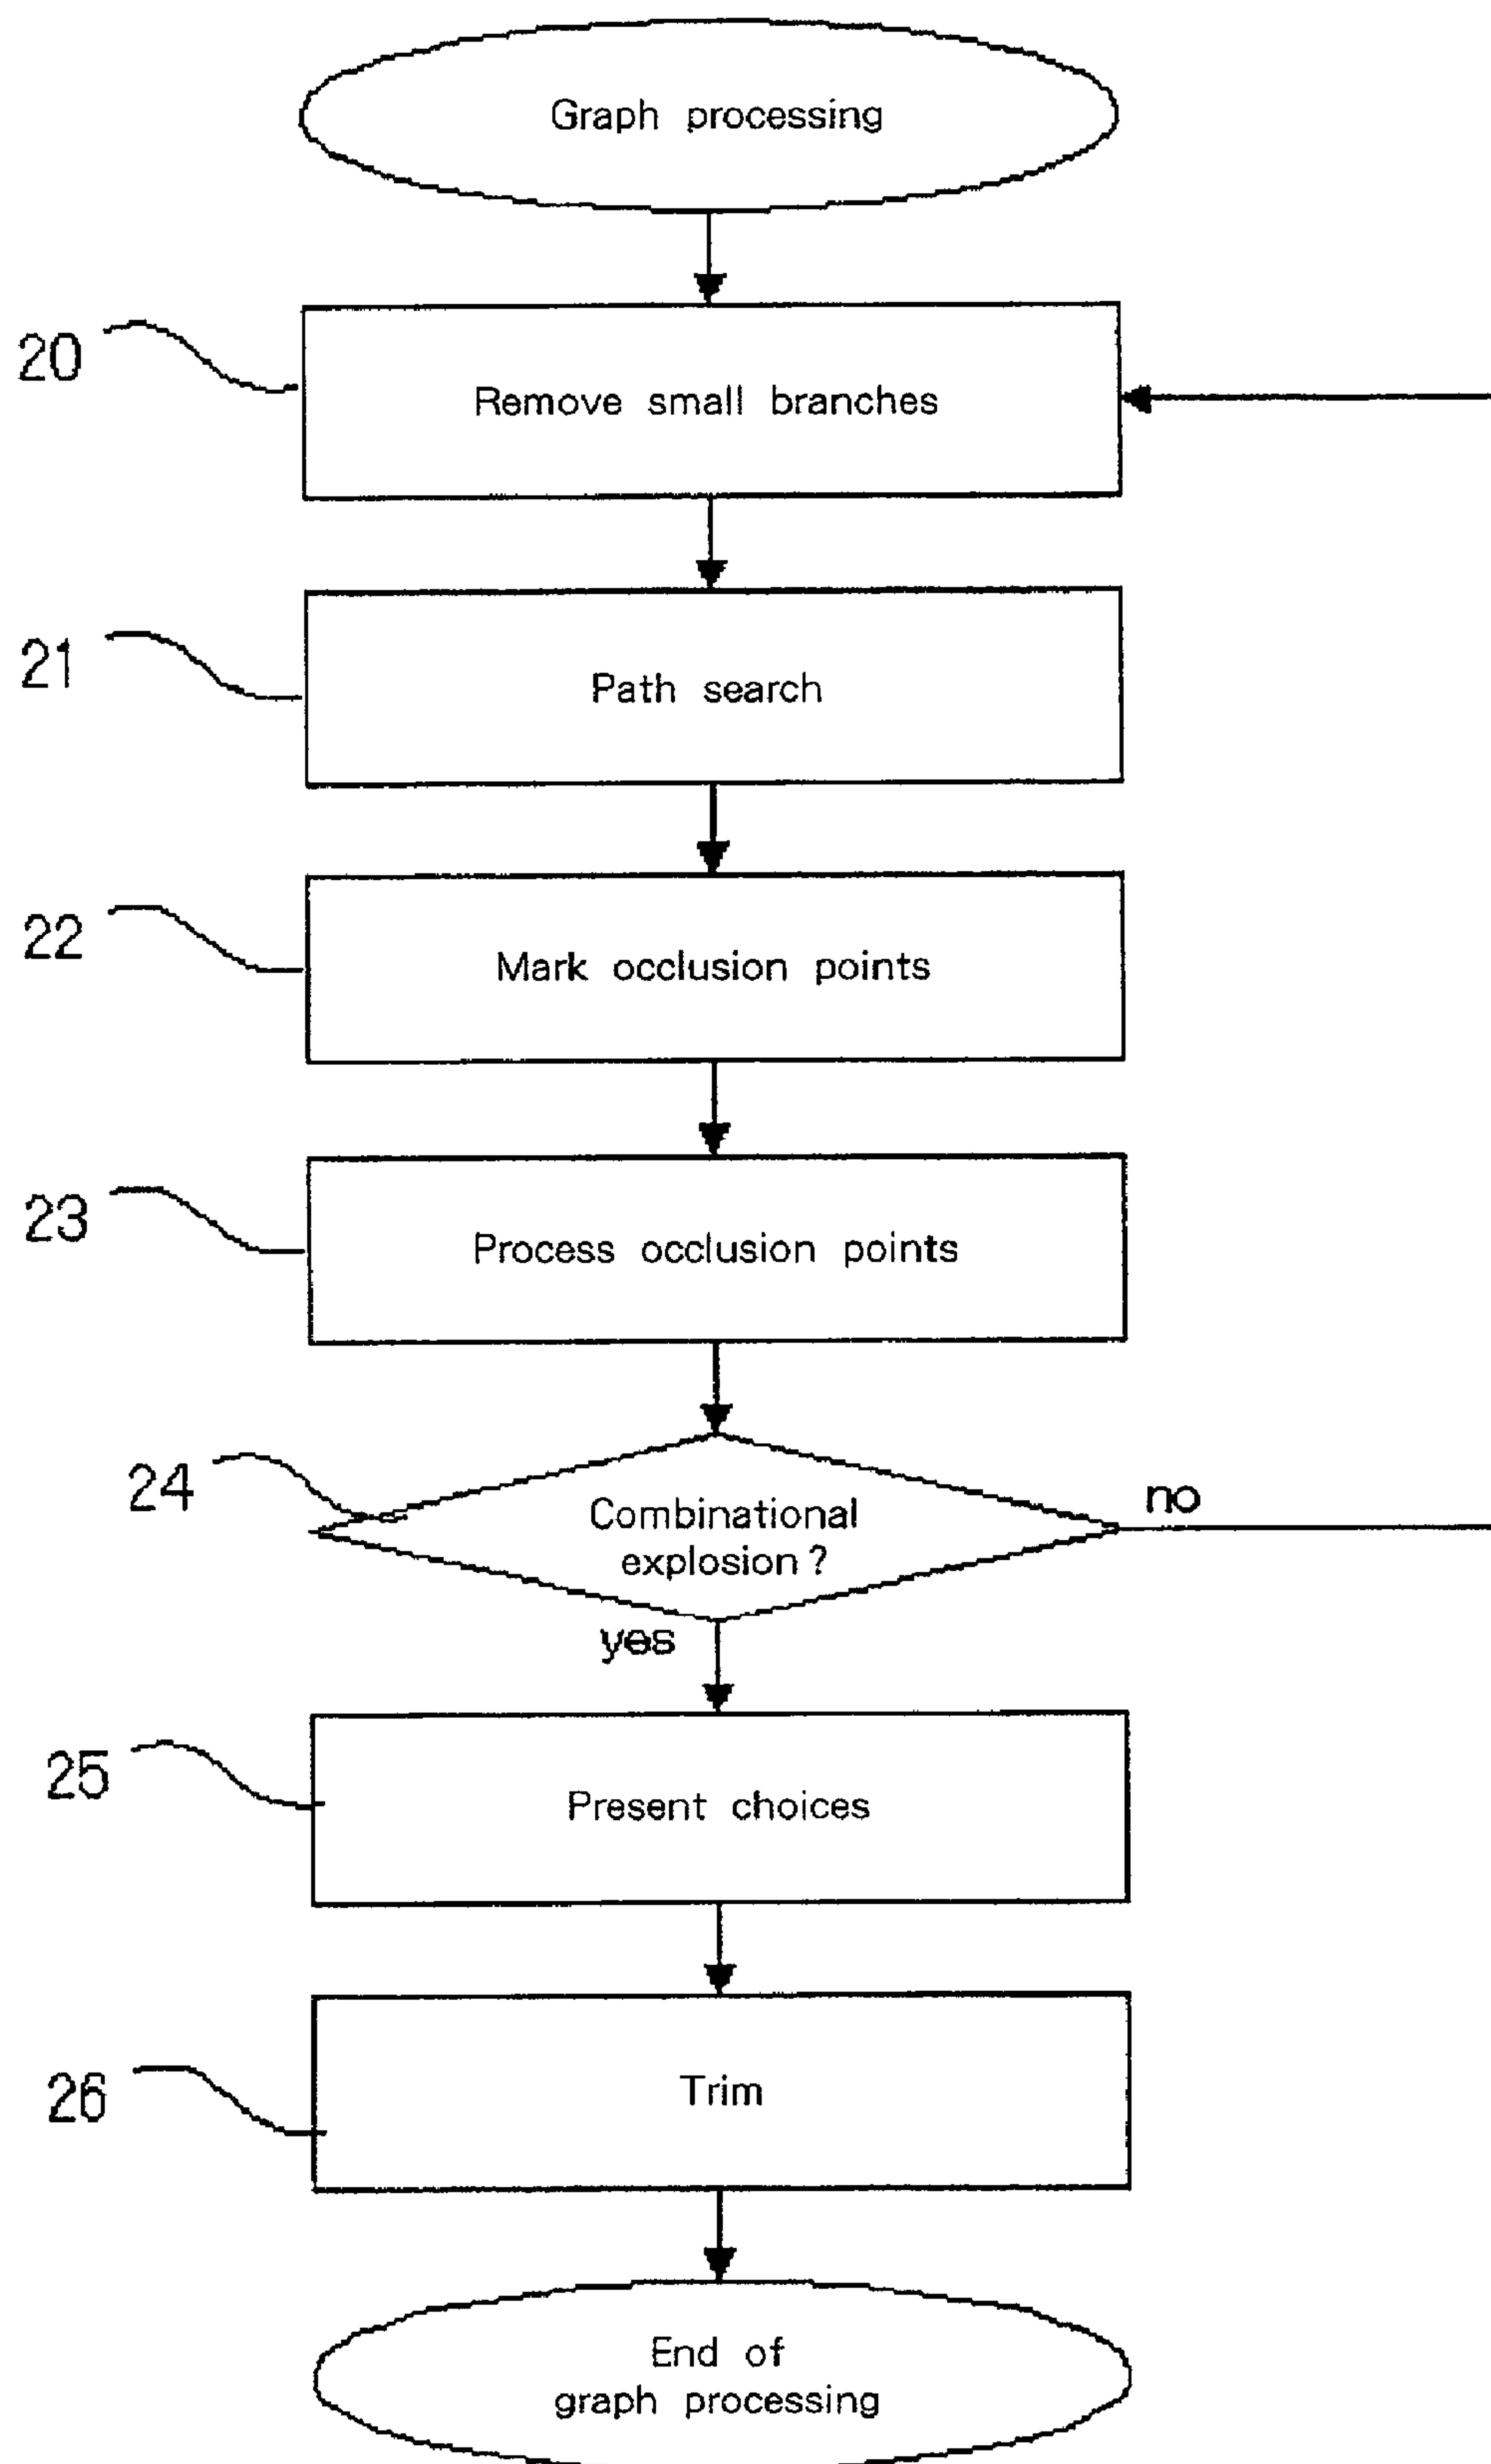 Graph processing
20
Remove small branches
21
Path search
22
Mark occlusion points
23
Process occlusion points
24
Combinational
explosion?
no
yes
25
Present choices
26
Trim
End of
graph processing